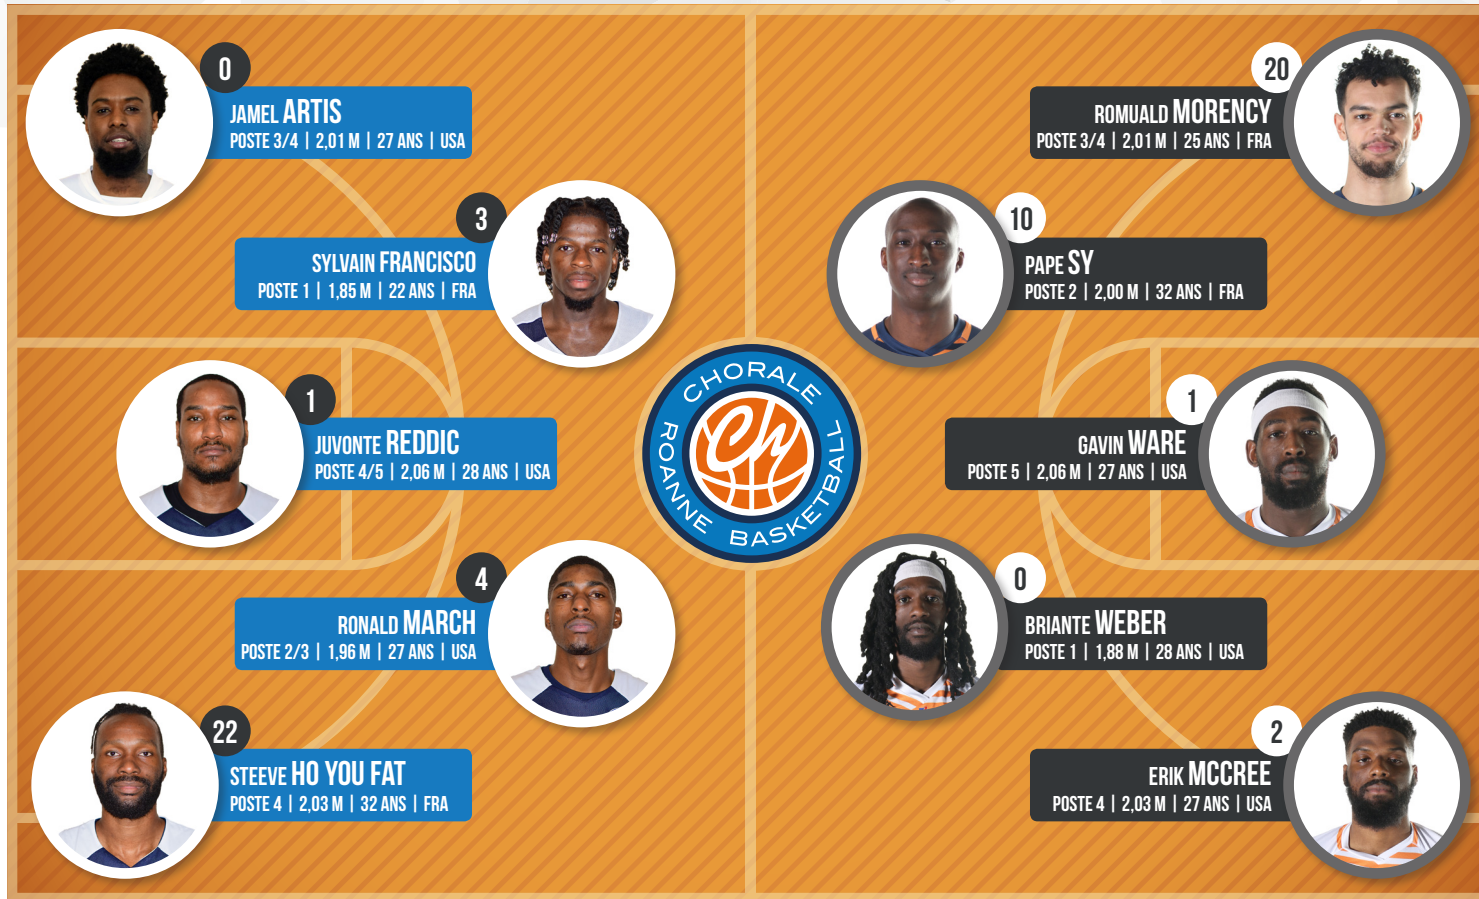 0
JAMEL ARTIS
POSTE 3/4 | 2,01 M | 27 ANS | USA
3
SYLVAIN FRANCISCO
POSTE 1 | 1,85 M | 22 ANS | FRA
1
JUVONTE REDDIC
POSTE 4/5 | 2,06 M | 28 ANS | USA
4
RONALD MARCH
POSTE 2/3 | 1,96 M | 27 ANS | USA
22
STEEVE HO YOU FAT
POSTE 4 | 2,03 M | 32 ANS | FRA
CHORALE
ROANNE BASKETBALL
20
ROMUALD MORENCY
POSTE 3/4 | 2,01 M | 25 ANS | FRA
10
PAPE SY
POSTE 2 | 2,00 M | 32 ANS | FRA
1
GAVIN WARE
POSTE 5 | 2,06 M | 27 ANS | USA
0
BRIANTE WEBER
POSTE 1 | 1,88 M | 28 ANS | USA
2
ERIK MCCREE
POSTE 4 | 2,03 M | 27 ANS | USA